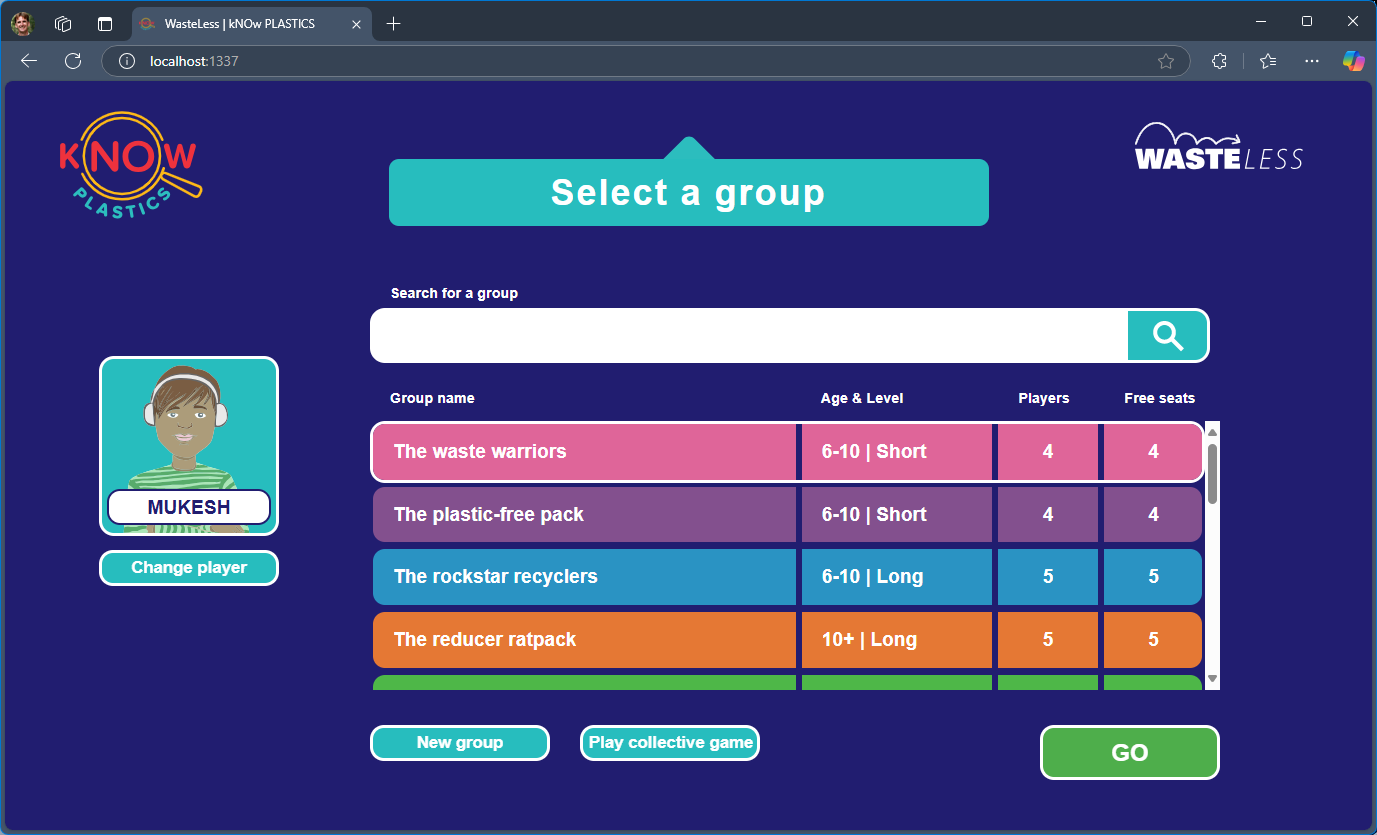 WasteLess | kNOw PLASTICS
localhost:1337
kNOW
PLASTICS
WASTELESS
Select a group
Search for a group
Group name Age & Level Players Free seats
The waste warriors 6-10 | Short 4 4
The plastic-free pack 6-10 | Short 4 4
The rockstar recyclers 6-10 | Long 5 5
The reducer ratpack 10+ | Long 5 5
MUKESH
Change player
New group Play collective game GO